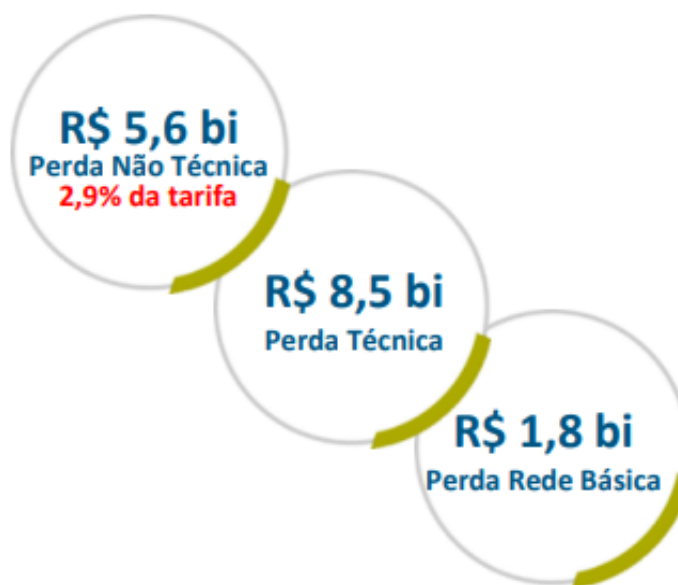 R$ 5,6 bi
Perda Não Técnica
2,9% da tarifa
R$ 8,5 bi
Perda Técnica
R$ 1,8 bi
Perda Rede Básica